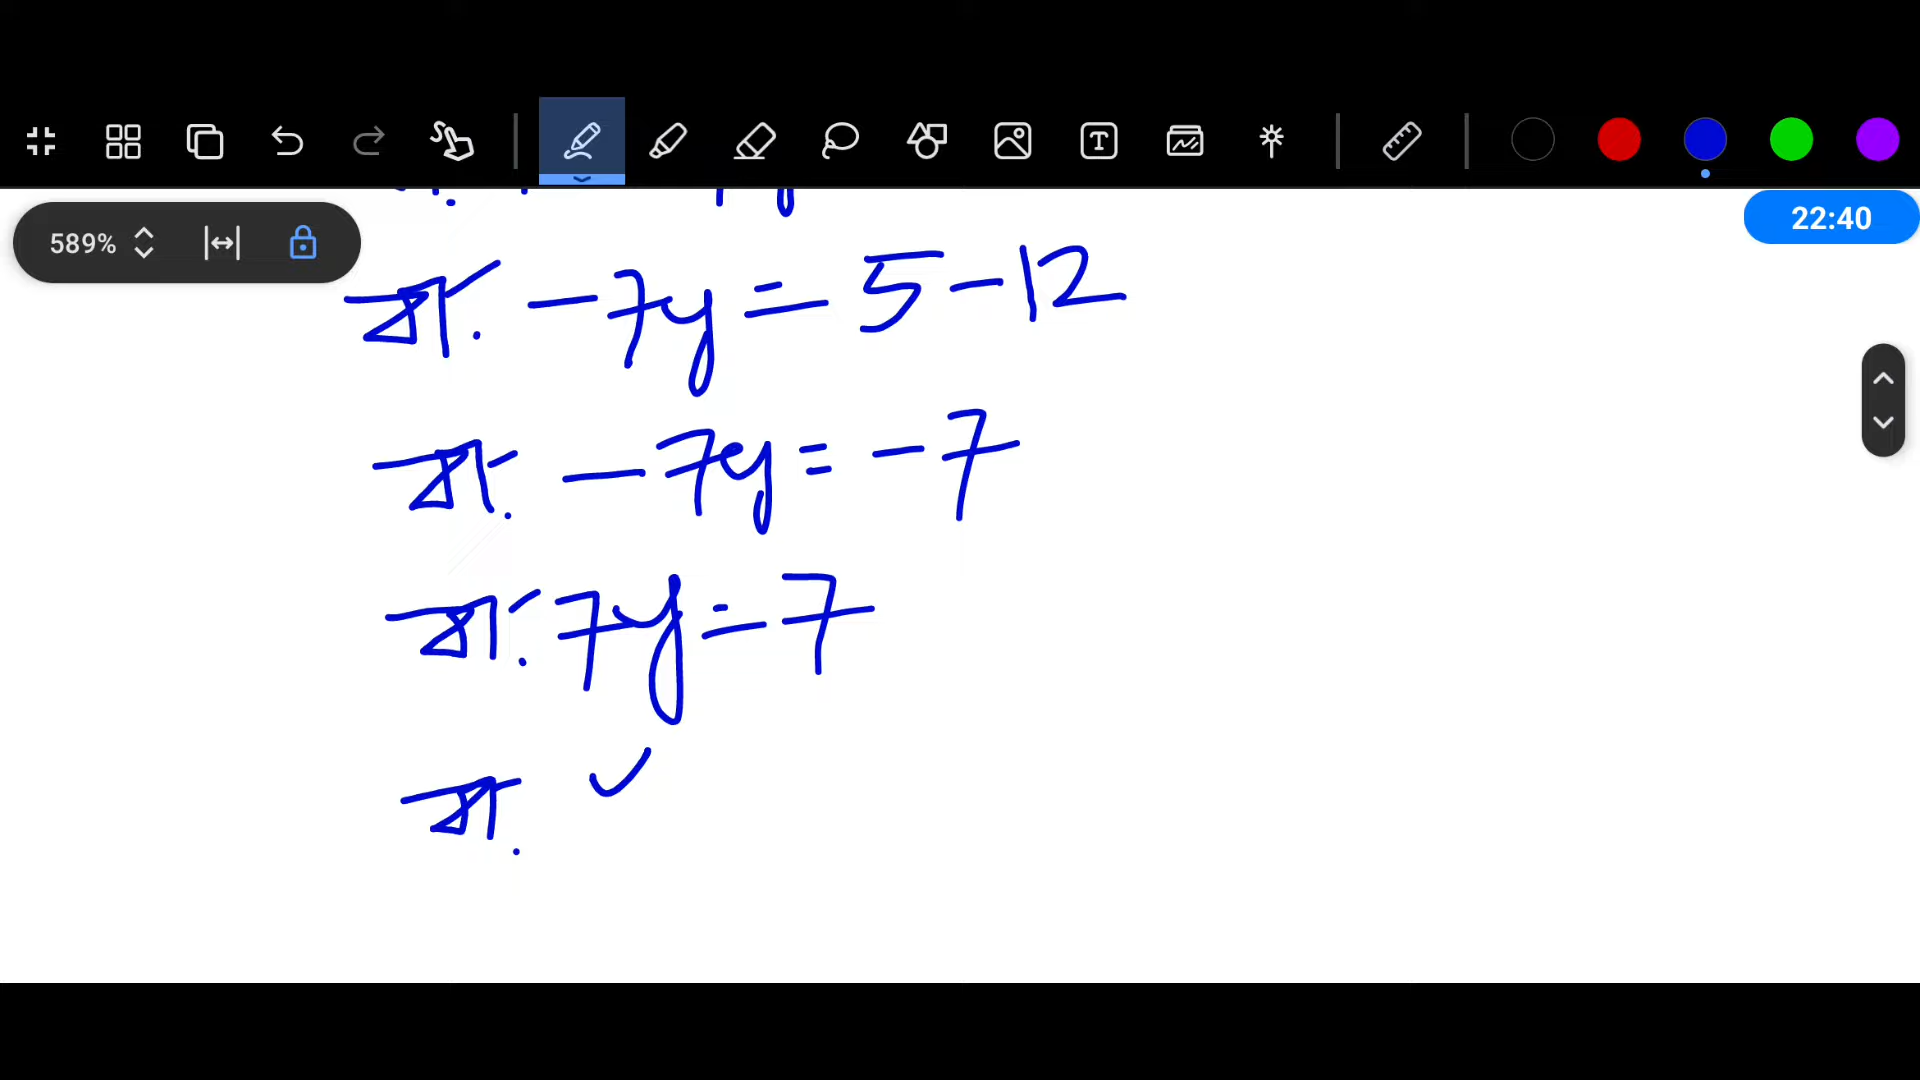 589%
22:40
বা, -7y = 5-12
বা, -7y = -7
বা, 7y = 7
বা,